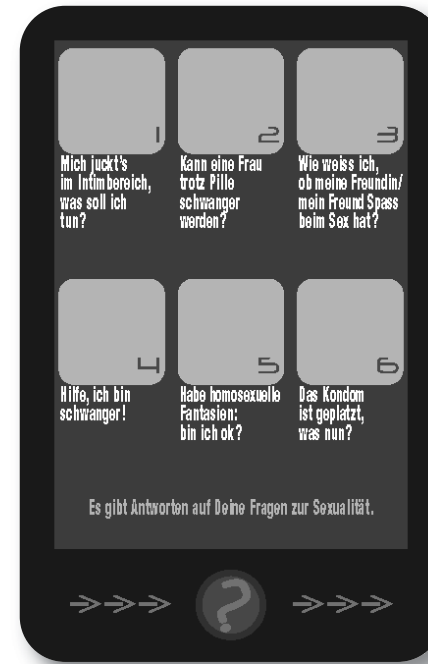 1
Mich juckt's
im Intimbereich,
was soll ich
tun?
2
Kann eine Frau
trotz Pille
schwanger
werden?
3
Wie weiss ich,
ob meine Freundin/
mein Freund Spass
beim Sex hat?
4
Hilfe, ich bin
schwanger!
5
Habe homosexuelle
Fantasien:
bin ich ok?
6
Das Kondom
ist geplatzt,
was nun?
Es gibt Antworten auf Deine Fragen zur Sexualität.
?